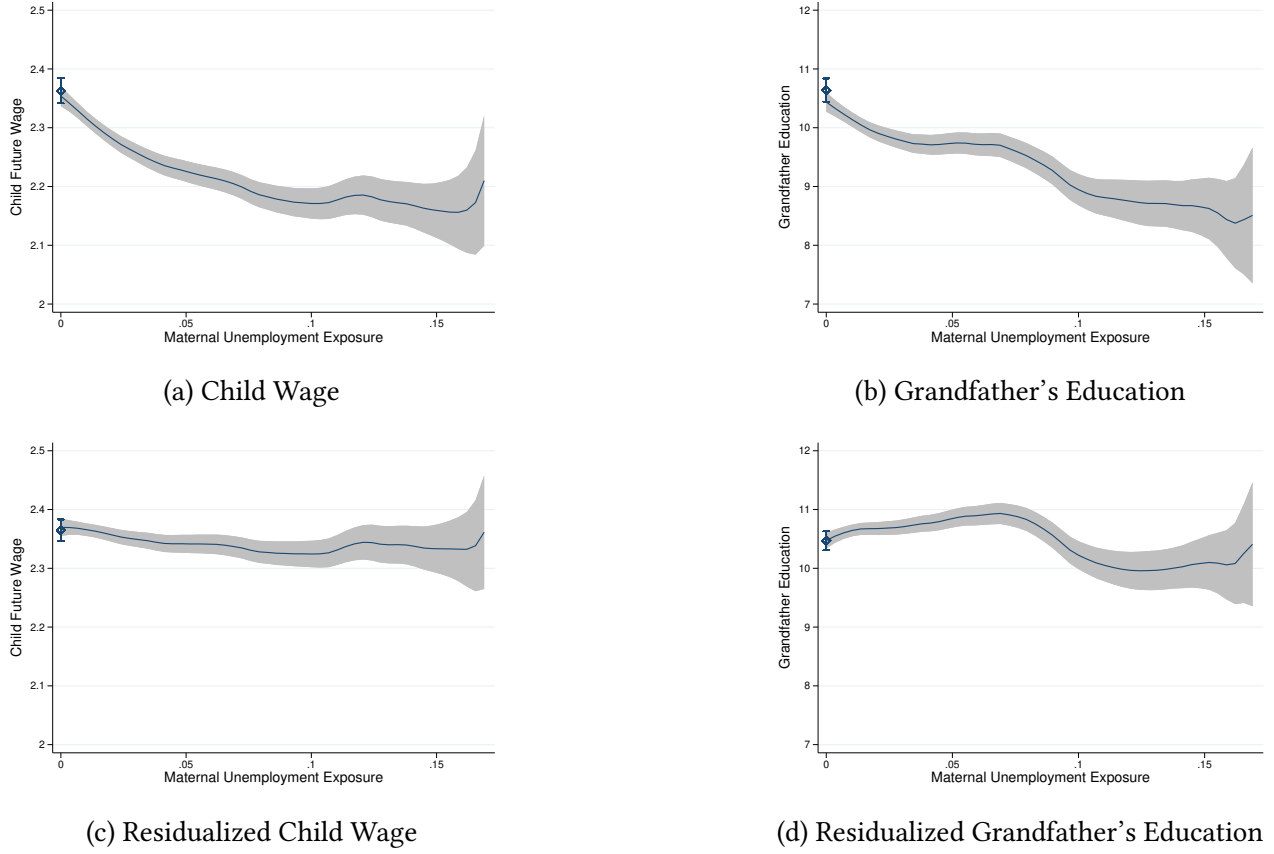 2.5
2.4
2.3
2.2
2.1
2
Child Future Wage
0 .05 .1 .15
Maternal Unemployment Exposure
(a) Child Wage
12
11
10
9
8
7
Grandfather Education
0 .05 .1 .15
Maternal Unemployment Exposure
(b) Grandfather’s Education
2.5
2.4
2.3
2.2
2.1
2
Child Future Wage
0 .05 .1 .15
Maternal Unemployment Exposure
(c) Residualized Child Wage
12
11
10
9
8
7
Grandfather Education
0 .05 .1 .15
Maternal Unemployment Exposure
(d) Residualized Grandfather’s Education